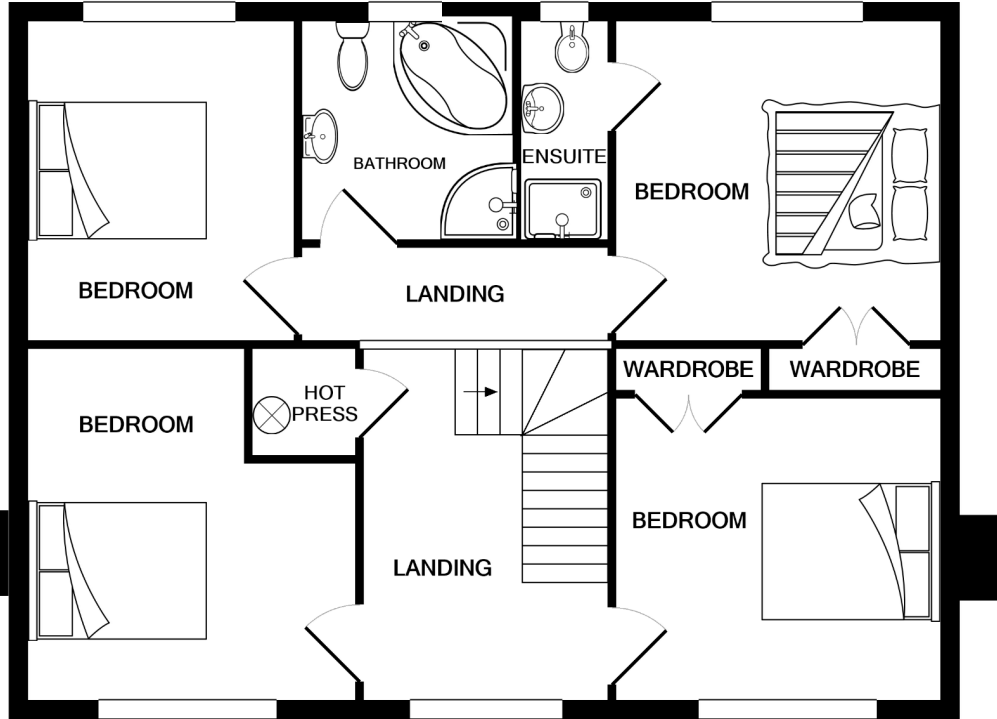 BATHROOM
ENSUITE
BEDROOM
BEDROOM
LANDING
WARDROBE
WARDROBE
HOT
PRESS
BEDROOM
BEDROOM
LANDING